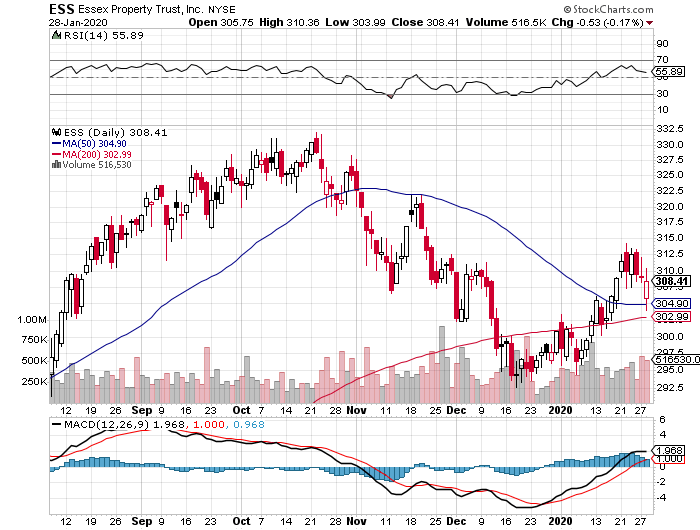 ESS Essex Property Trust, Inc. NYSE © StockCharts.com
28-Jan-2020 Open 305.75 High 310.36 Low 303.99 Close 308.41 Volume 516.5K Chg -0.53 (-0.17%)
RSI(14) 55.89
90
70
55.89
50
30
10
ESS (Daily) 308.41
MA(50) 304.90
MA(200) 302.99
Volume 516,530
332.5
330.0
327.5
325.0
322.5
320.0
317.5
315.0
312.5
310.0
308.41
307.5
304.90
302.99
300.0
297.5
516530.0
295.0
292.5
1.00M
750K
500K
250K
12 19 26 Sep 9 16 23 Oct 7 14 21 Nov 11 18 25 Dec 9 16 23 2020 13 21 27
MACD(12,26,9) 1.968, 1.000, 0.968
6
4
1.968
1.000
0
-2
-4
-6
12 19 26 Sep 9 16 23 Oct 7 14 21 Nov 11 18 25 Dec 9 16 23 2020 13 21 27